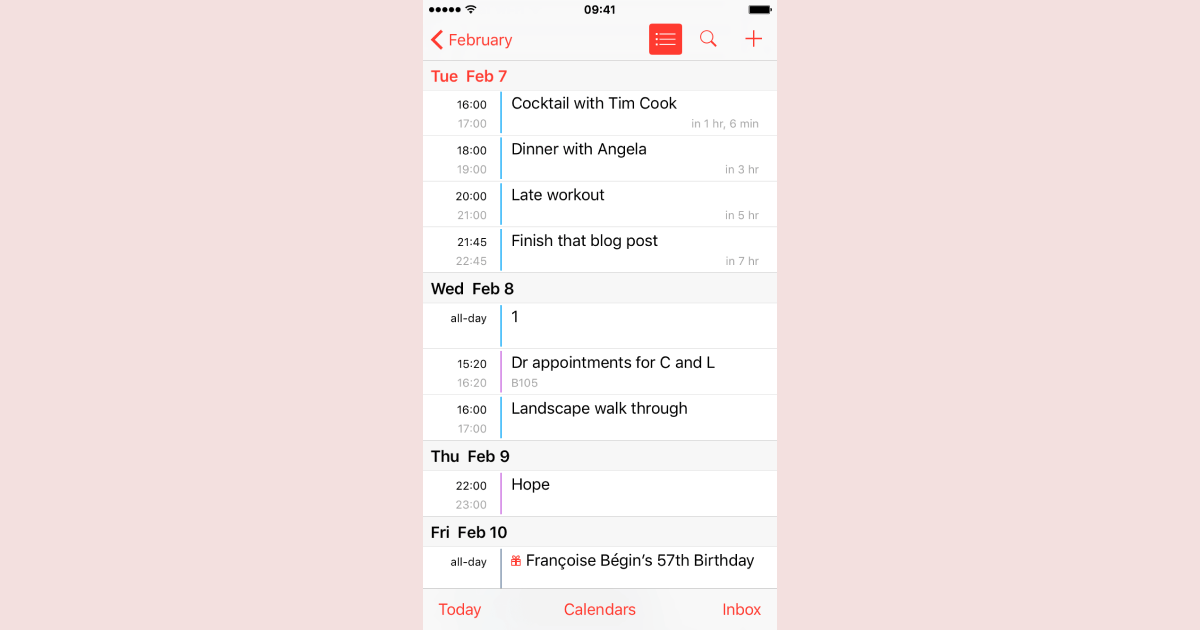 09:41
February
Tue Feb 7
16:00 Cocktail with Tim Cook
17:00 in 1 hr, 6 min
18:00 Dinner with Angela
19:00 in 3 hr
20:00 Late workout
21:00 in 5 hr
21:45 Finish that blog post
22:45 in 7 hr
Wed Feb 8
all-day 1
15:20 Dr appointments for C and L
16:20 B105
16:00 Landscape walk through
17:00
Thu Feb 9
22:00 Hope
23:00
Fri Feb 10
all-day Françoise Bégin’s 57th Birthday
Today Calendars Inbox